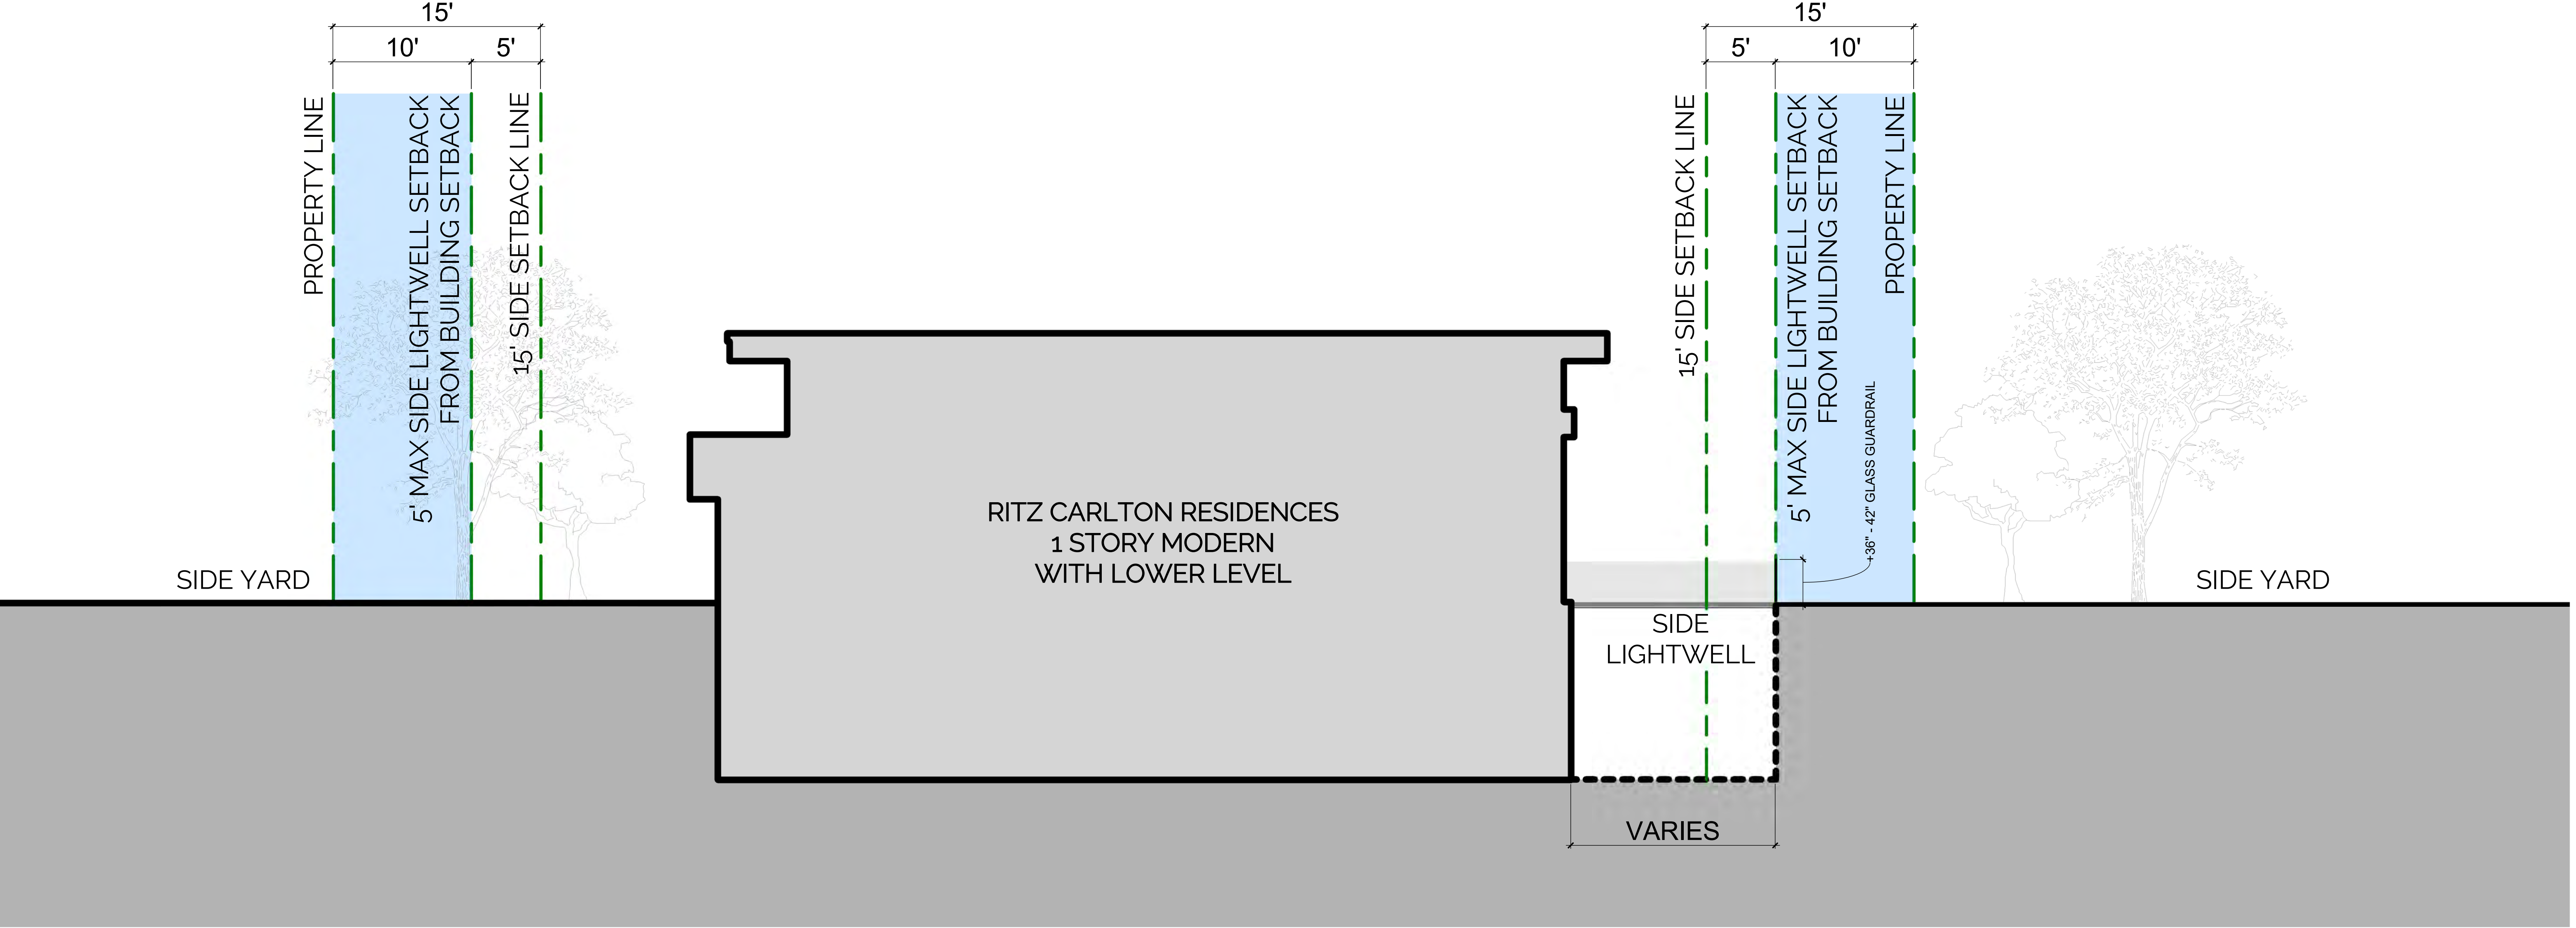 15'
10'
5'
PROPERTY LINE
5' MAX SIDE LIGHTWELL SETBACK
FROM BUILDING SETBACK
15' SIDE SETBACK LINE
SIDE YARD
RITZ CARLTON RESIDENCES
1 STORY MODERN
WITH LOWER LEVEL
15'
5'
10'
15' SIDE SETBACK LINE
5' MAX SIDE LIGHTWELL SETBACK
FROM BUILDING SETBACK
+36" - 42" GLASS GUARDRAIL
PROPERTY LINE
SIDE
LIGHTWELL
VARIES
SIDE YARD